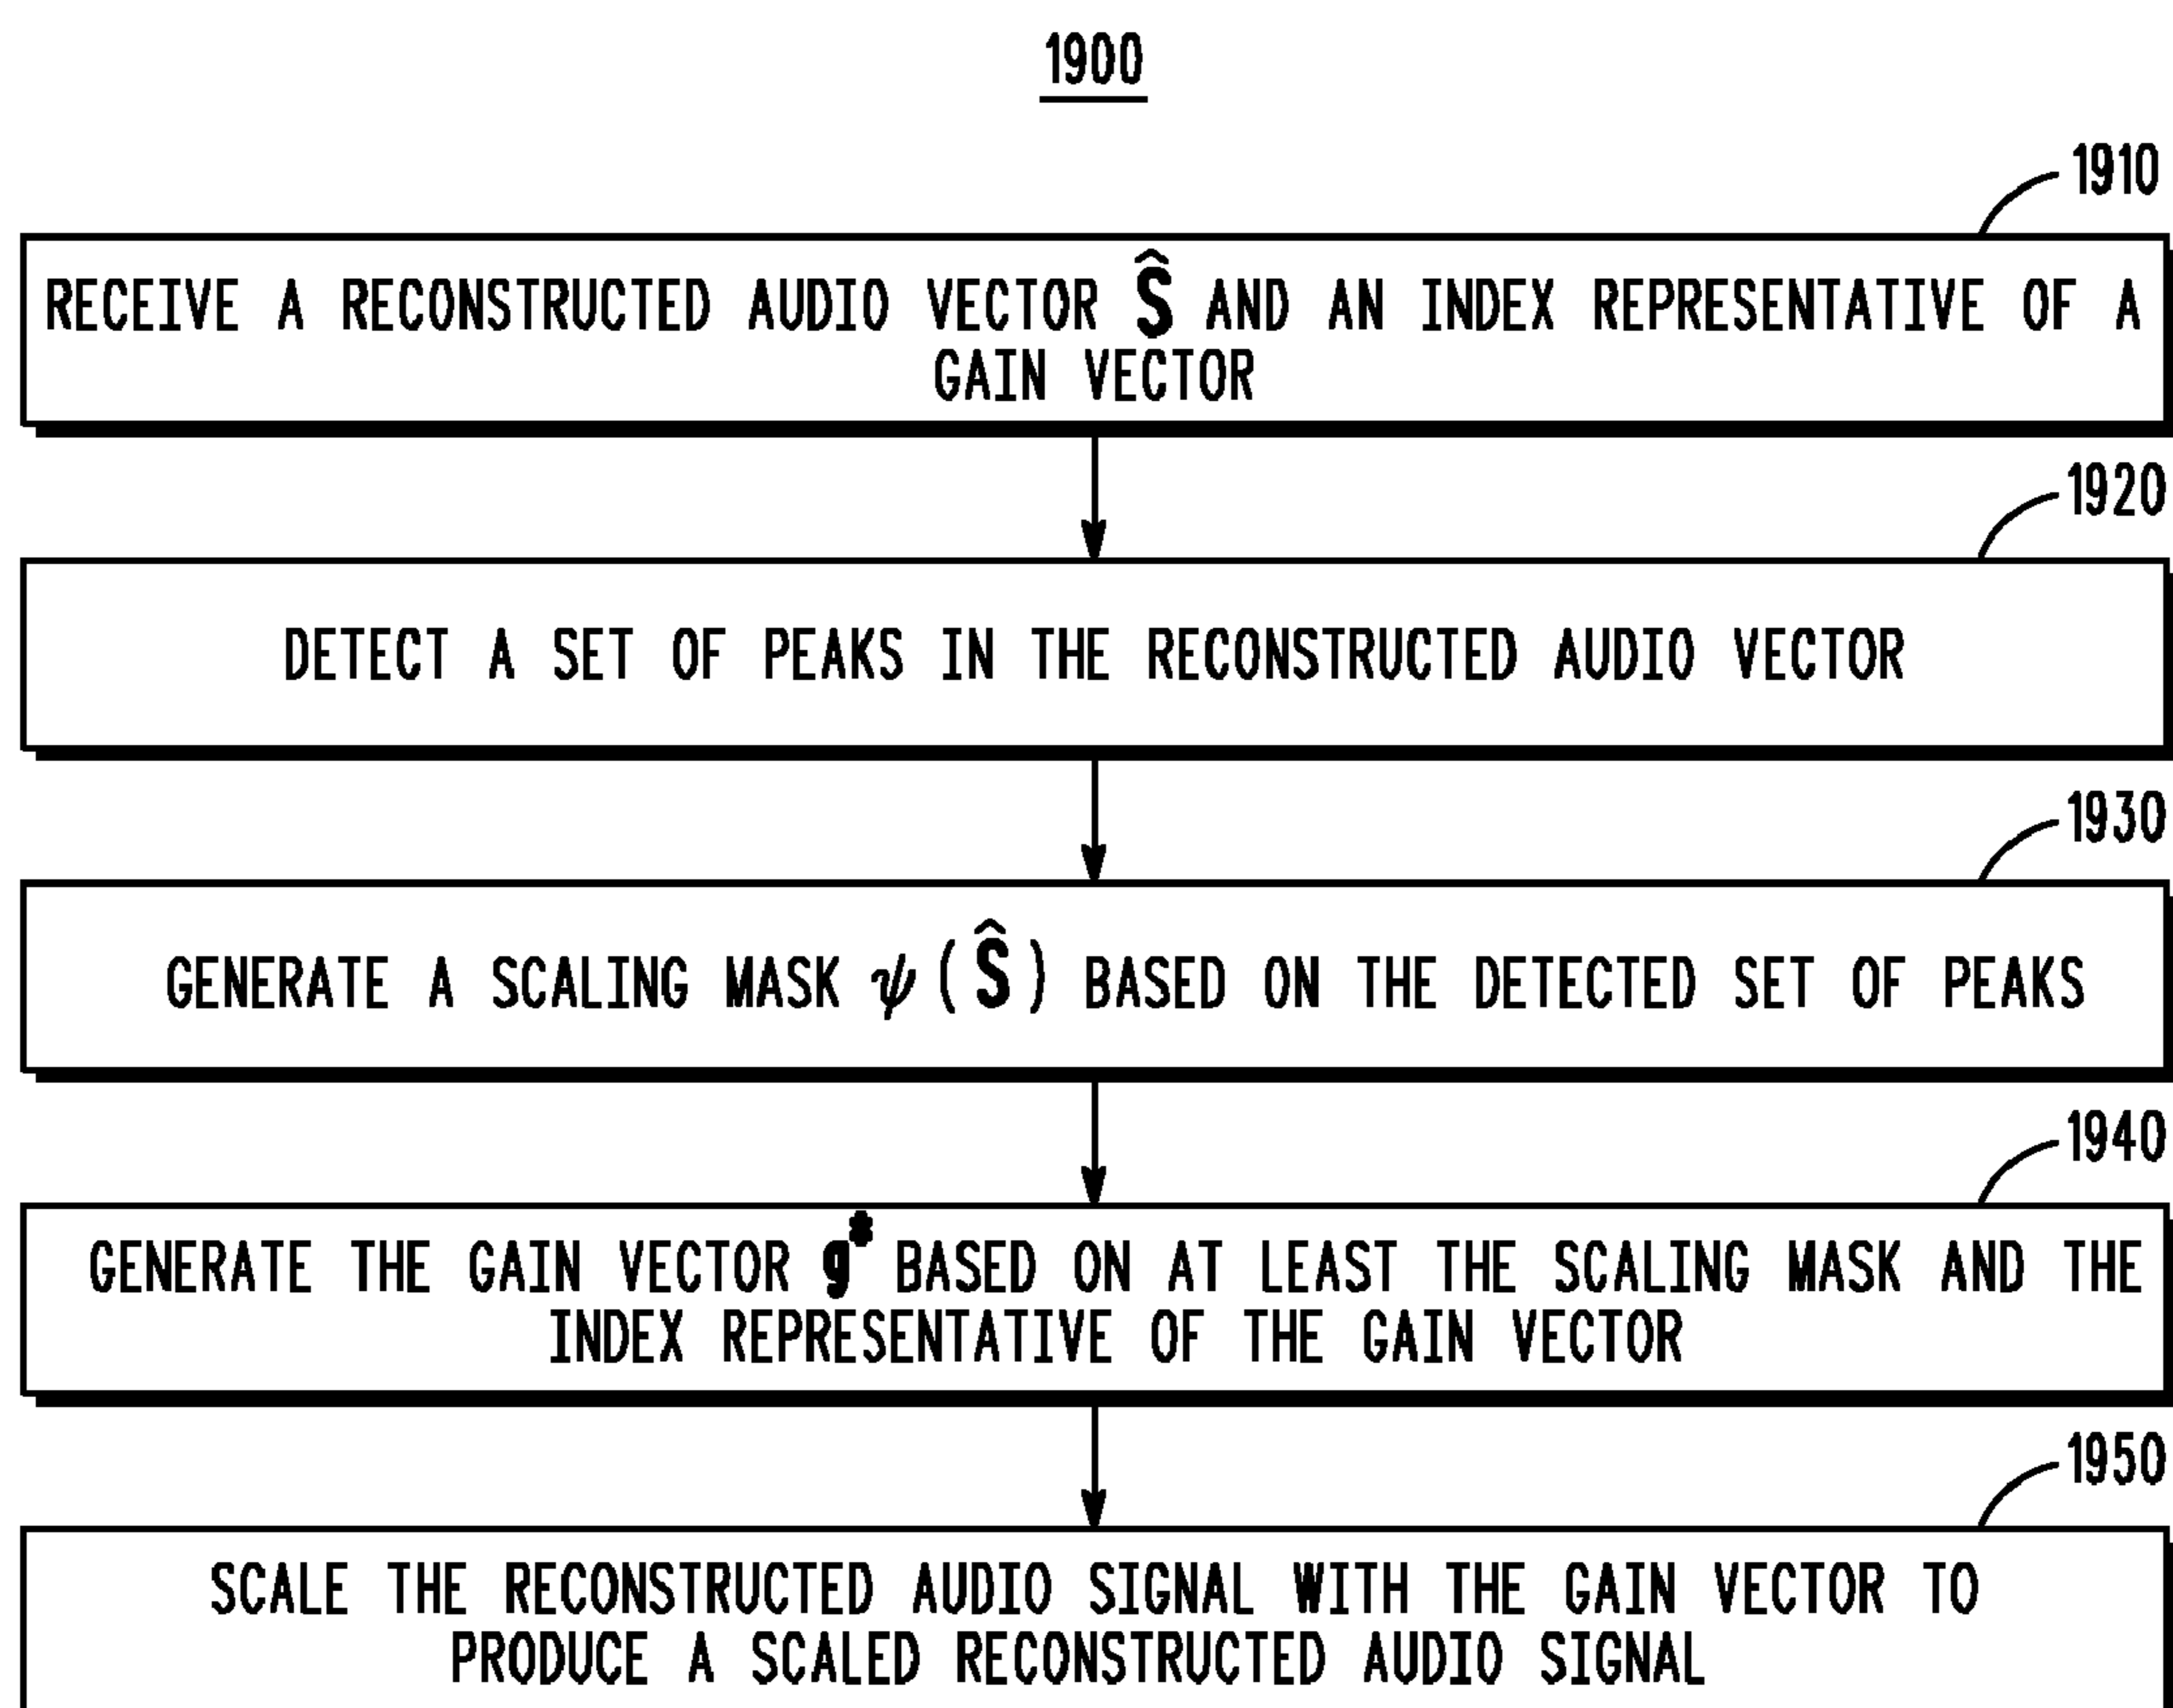 1900
1910
RECEIVE A RECONSTRUCTED AUDIO VECTOR Ŝ AND AN INDEX REPRESENTATIVE OF A
GAIN VECTOR
1920
DETECT A SET OF PEAKS IN THE RECONSTRUCTED AUDIO VECTOR
1930
GENERATE A SCALING MASK ψ (Ŝ) BASED ON THE DETECTED SET OF PEAKS
1940
GENERATE THE GAIN VECTOR g* BASED ON AT LEAST THE SCALING MASK AND THE
INDEX REPRESENTATIVE OF THE GAIN VECTOR
1950
SCALE THE RECONSTRUCTED AUDIO SIGNAL WITH THE GAIN VECTOR TO
PRODUCE A SCALED RECONSTRUCTED AUDIO SIGNAL